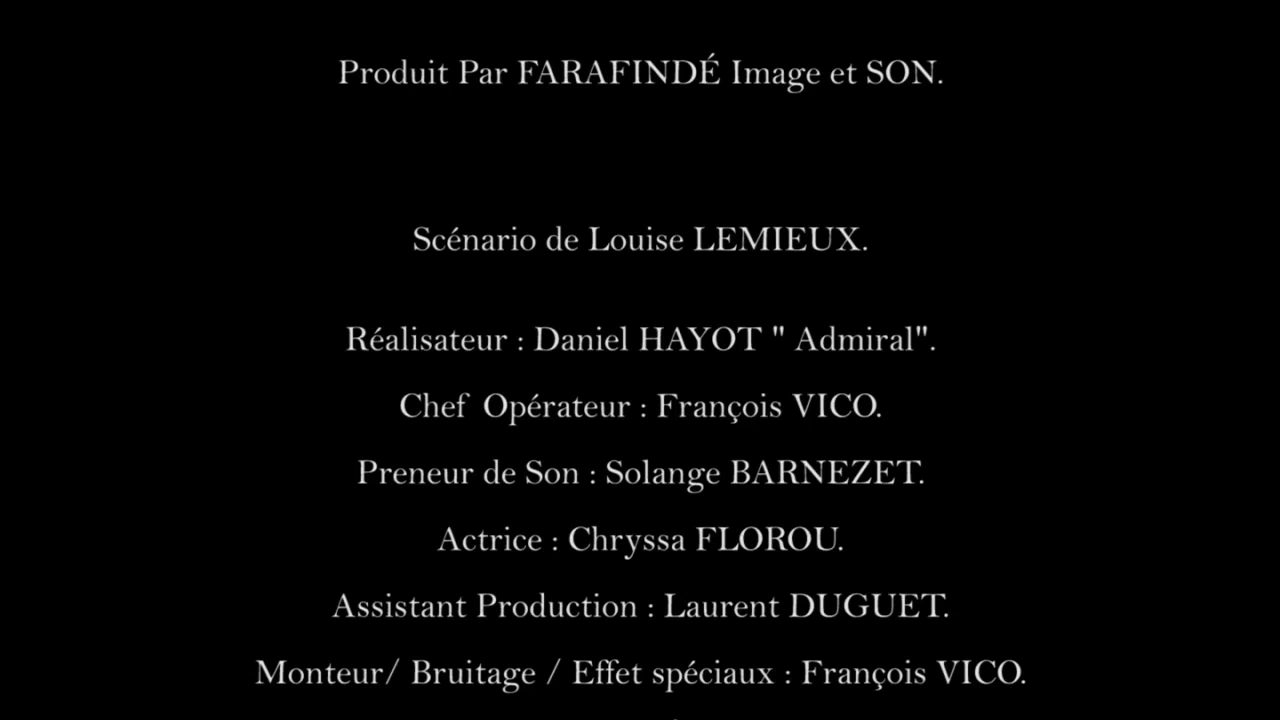 Produit Par FARAFINDÉ Image et SON.
Scénario de Louise LEMIEUX.
Réalisateur : Daniel HAYOT " Admiral".
Chef  Opérateur : François VICO.
Preneur de Son : Solange BARNEZET.
Actrice : Chryssa FLOROU.
Assistant Production : Laurent DUGUET.
Monteur/ Bruitage / Effet spéciaux : François VICO.